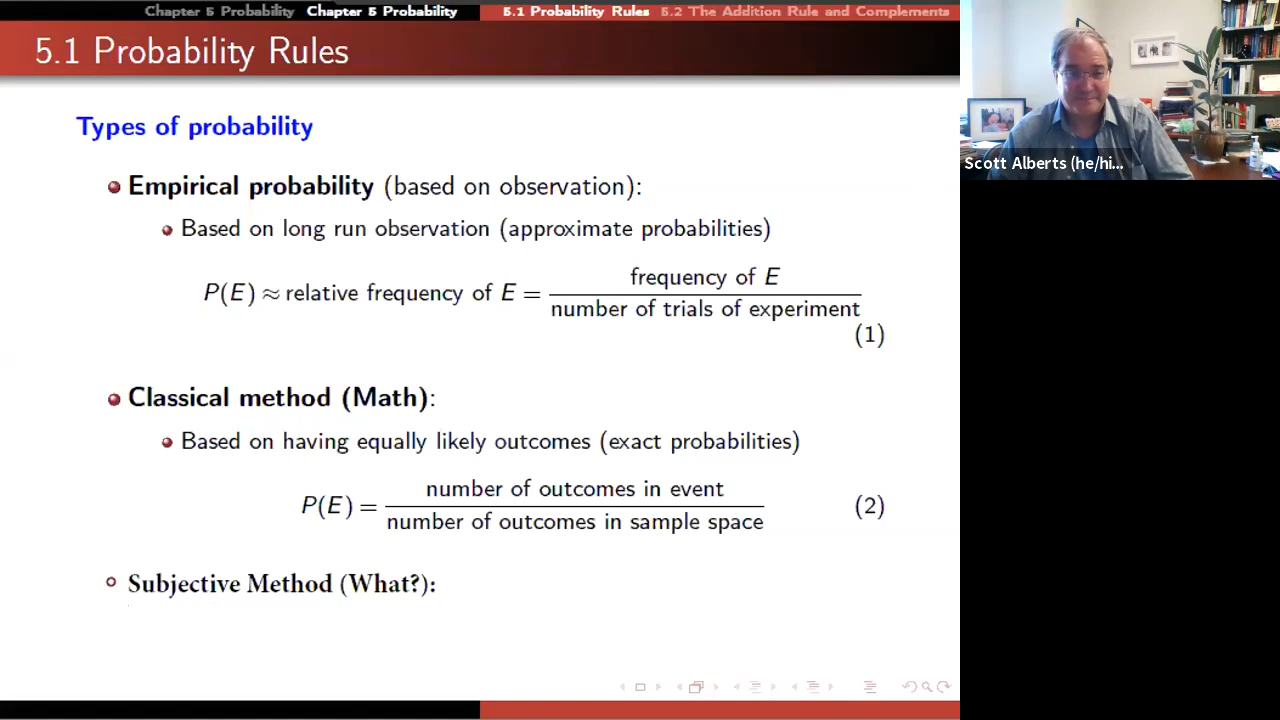 Chapter 5 Probability Chapter 5 Probability 5.1 Probability Rules 5.2 The Addition Rule and Complements
5.1 Probability Rules
Types of probability
Empirical probability (based on observation):
Based on long run observation (approximate probabilities)
P(E) ≈ relative frequency of E = frequency of E / number of trials of experiment
(1)
Classical method (Math):
Based on having equally likely outcomes (exact probabilities)
P(E) = number of outcomes in event / number of outcomes in sample space (2)
Subjective Method (What?):
Scott Alberts (he/hi...